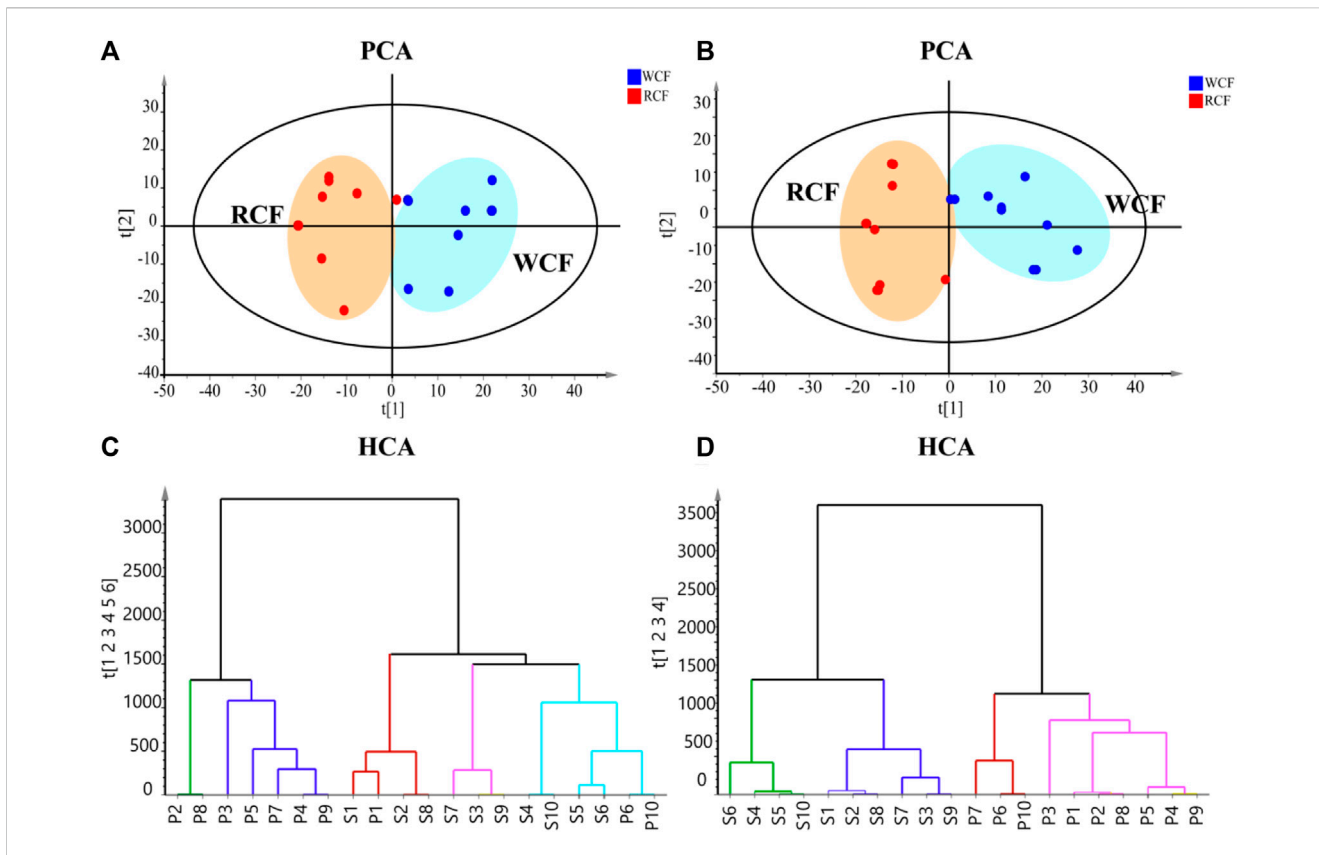 A
PCA
WCF
RCF
30
20
10
0
-10
-20
-30
-40
t[2]
RCF
WCF
-50
-40
-30
-20
-10
0
10
20
30
40
t[1]
B
PCA
WCF
RCF
30
20
10
0
-10
-20
-30
-40
t[2]
RCF
WCF
-50
-40
-30
-20
-10
0
10
20
30
40
t[1]
C
HCA
3000
2500
2000
1500
1000
500
0
t[1 2 3 4 5 6]
P2
P8
P3
P5
P7
P4
P9
S1
P1
S2
S8
S7
S3
S9
S4
S10
S5
S6
P6
P10
D
HCA
3500
3000
2500
2000
1500
1000
500
0
t[1 2 3 4]
S6
S4
S5
S10
S1
S2
S8
S7
S3
S9
P7
P6
P10
P3
P1
P2
P8
P5
P4
P9